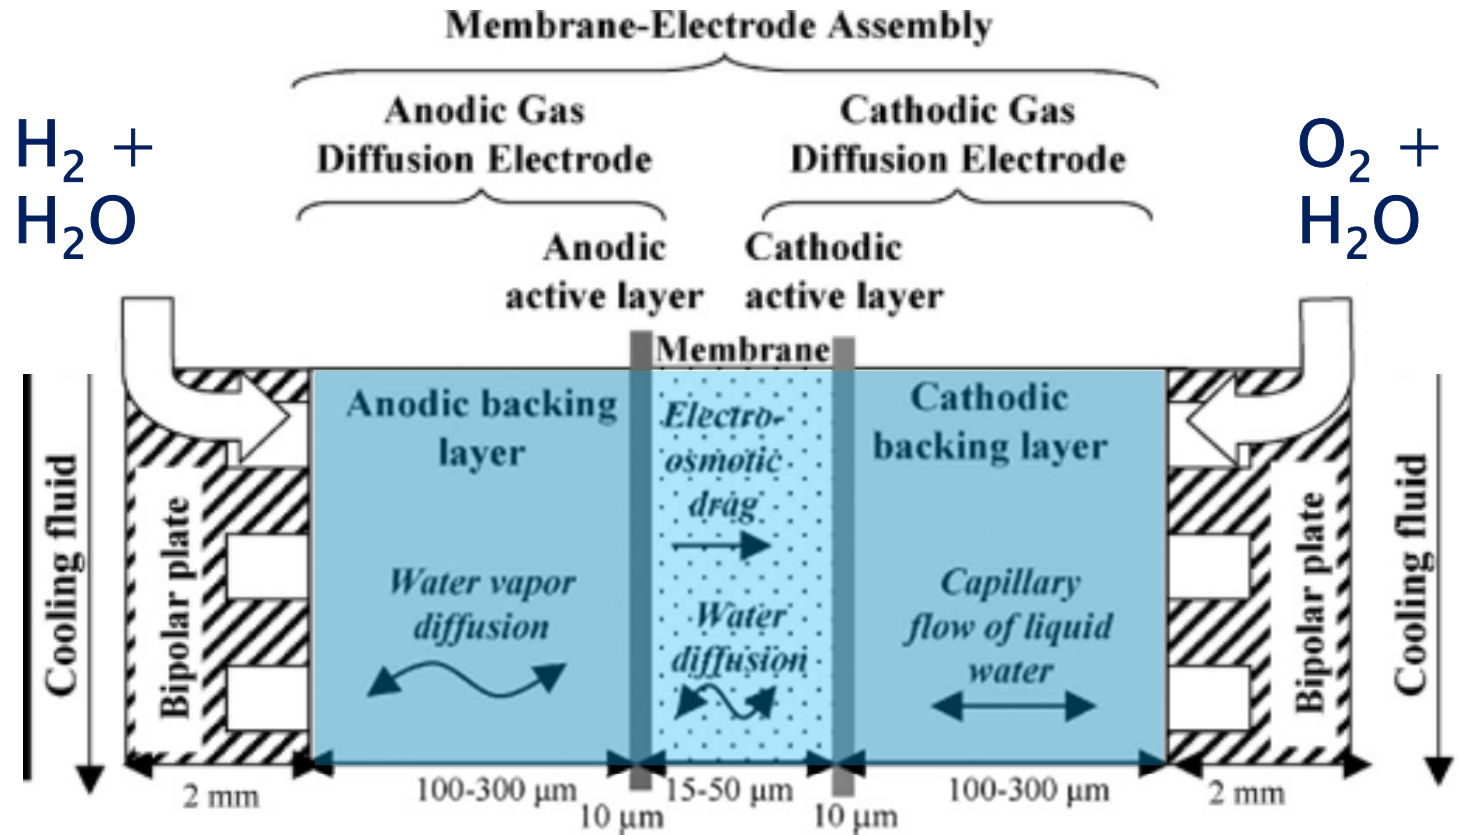 Membrane-Electrode Assembly
Anodic Gas
Diffusion Electrode
Cathodic Gas
Diffusion Electrode
H₂ +
H₂O
O₂ +
H₂O
Anodic
active layer
Cathodic
active layer
Membrane
Anodic backing
layer
Electro-
osmotic
drag
Cathodic
backing layer
Water vapor
diffusion
Water
diffusion
Capillary
flow of liquid
water
Cooling fluid
Bipolar plate
Bipolar plate
Cooling fluid
2 mm
100-300 μm
10 μm
15-50 μm
10 μm
100-300 μm
2 mm